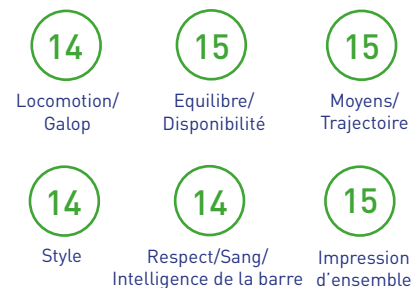 14 15 15
Locomotion/ Equilibre/ Moyens/
Galop Disponibilité Trajectoire
14 14 15
Style Respect/Sang/ Impression
Intelligence de la barre d'ensemble